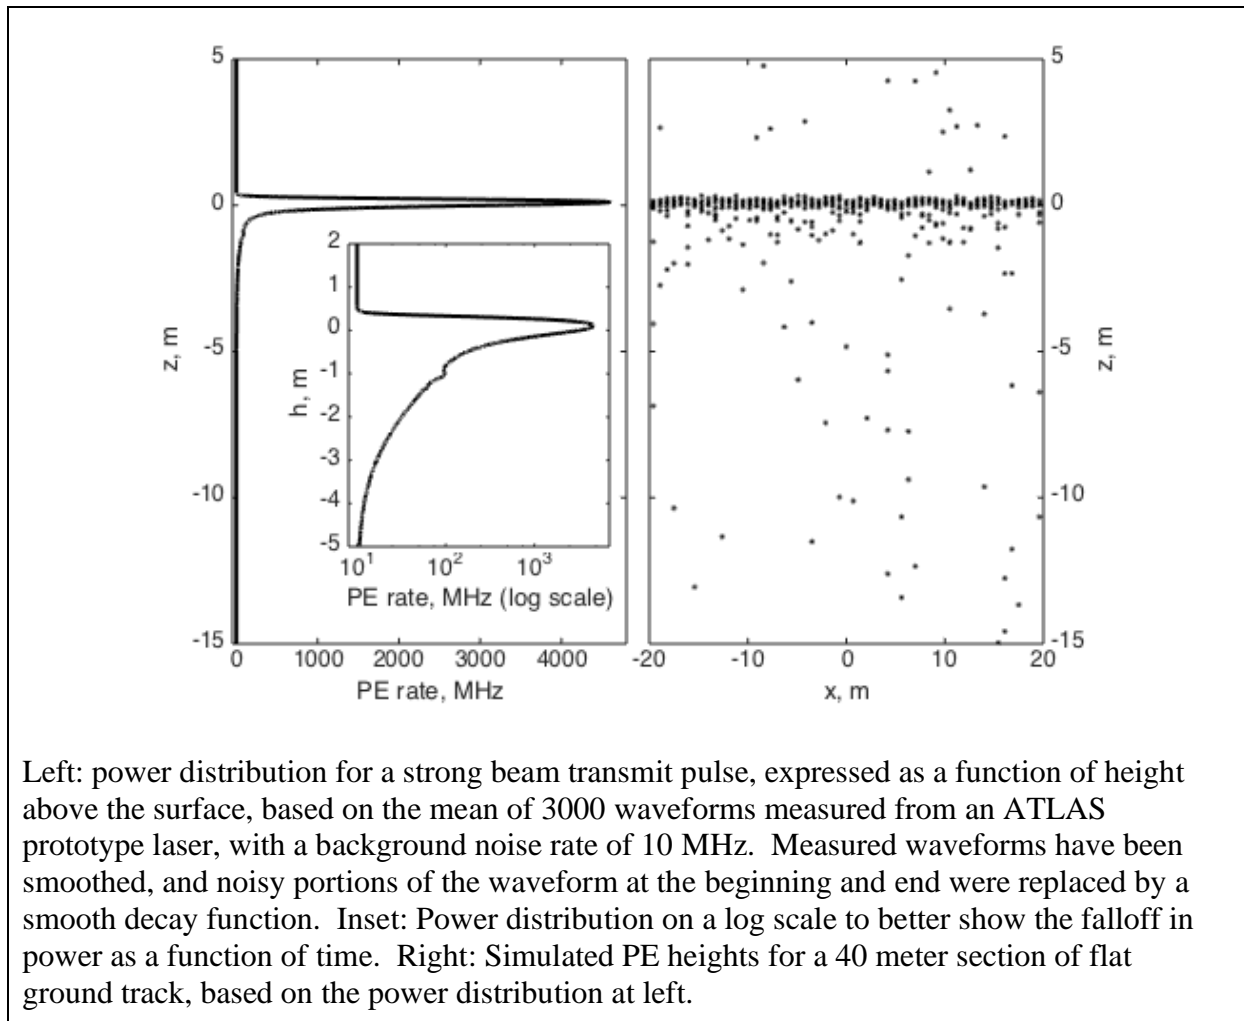 5
0
-5
-10
-15
z, m
0 1000 2000 3000 4000
PE rate, MHz
2
1
0
-1
-2
-3
-4
-5
h, m
10^1 10^2 10^3
PE rate, MHz (log scale)
5
0
-5
-10
-15
z, m
-20 -10 0 10 20
x, m
Left: power distribution for a strong beam transmit pulse, expressed as a function of height
above the surface, based on the mean of 3000 waveforms measured from an ATLAS
prototype laser, with a background noise rate of 10 MHz.  Measured waveforms have been
smoothed, and noisy portions of the waveform at the beginning and end were replaced by a
smooth decay function.  Inset: Power distribution on a log scale to better show the falloff in
power as a function of time.  Right: Simulated PE heights for a 40 meter section of flat
ground track, based on the power distribution at left.